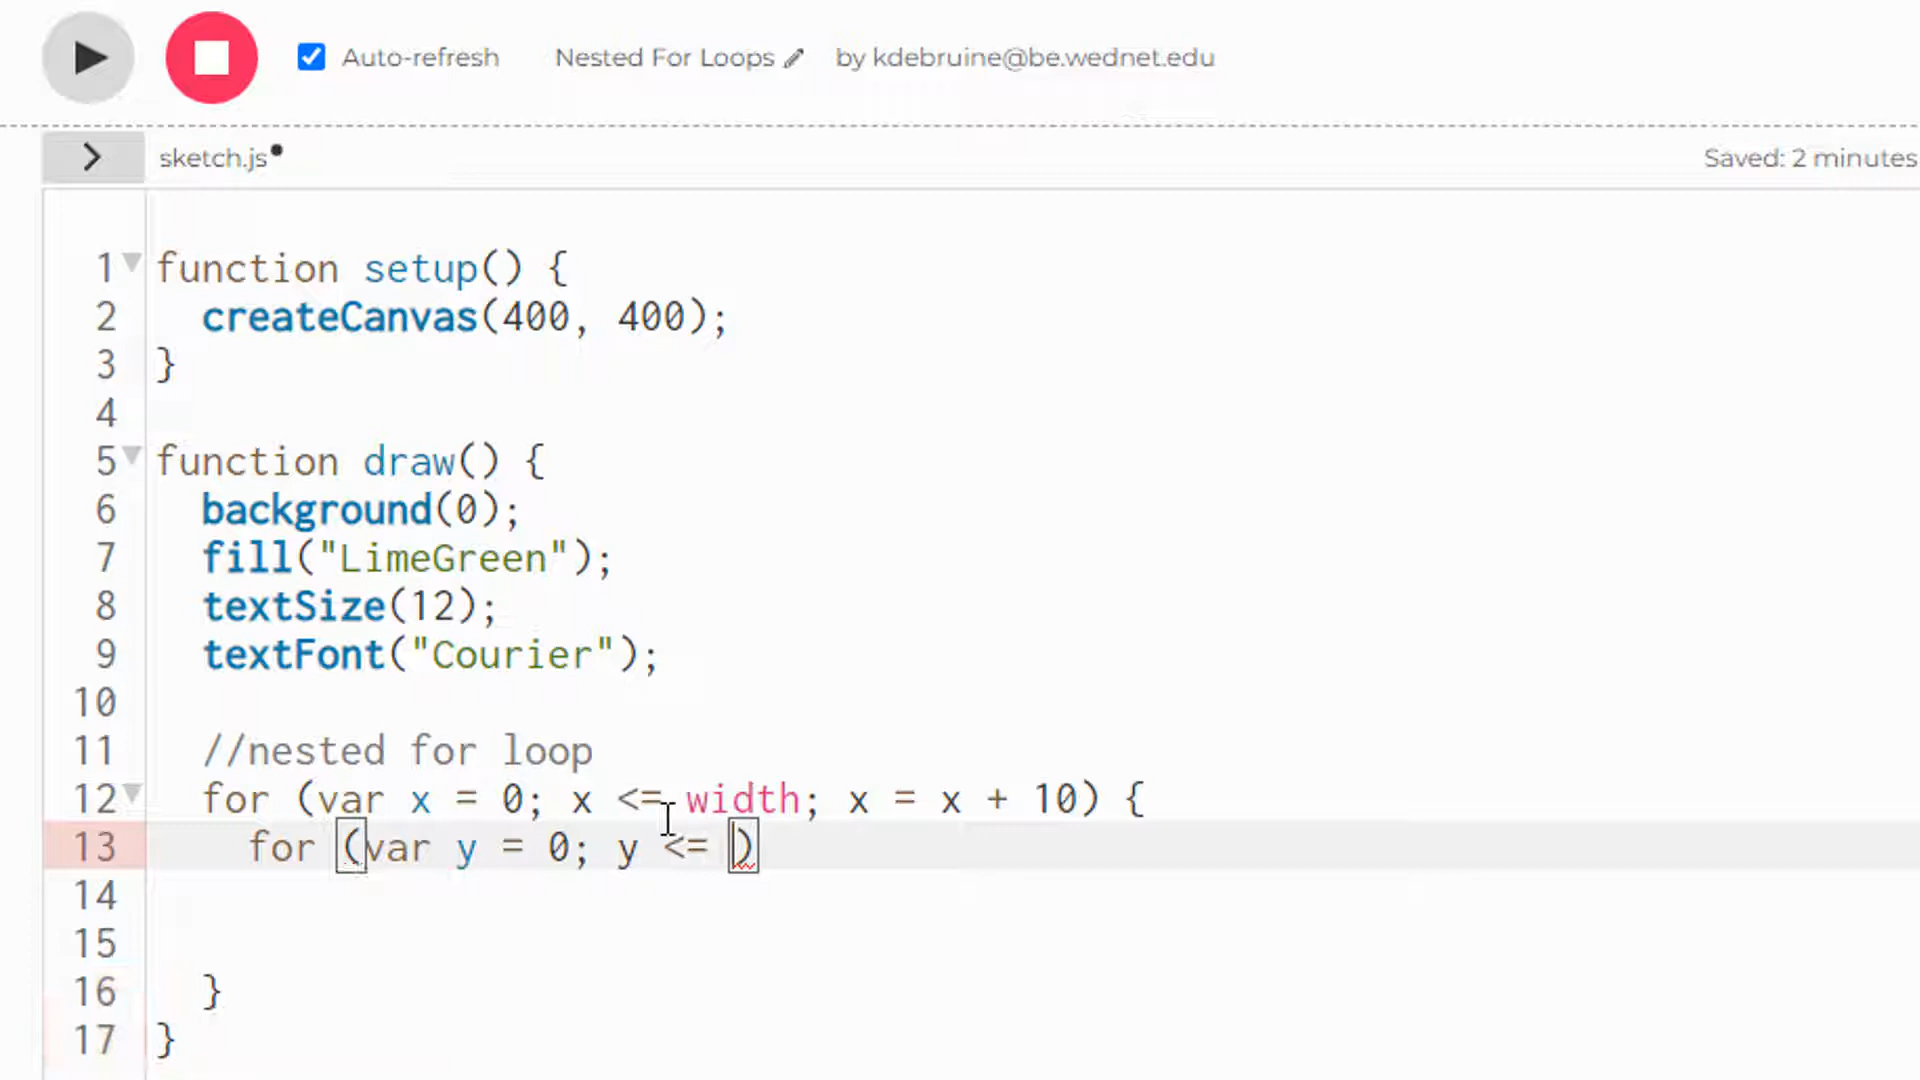 Auto-refresh Nested For Loops by kdebruine@be.wednet.edu
sketch.js Saved: 2 minutes
1 function setup() {
2 createCanvas(400, 400);
3 }
4
5 function draw() {
6 background(0);
7 fill("LimeGreen");
8 textSize(12);
9 textFont("Courier");
10
11 //nested for loop
12 for (var x = 0; x <= width; x = x + 10) {
13 for (var y = 0; y <= )
14
15
16 }
17 }